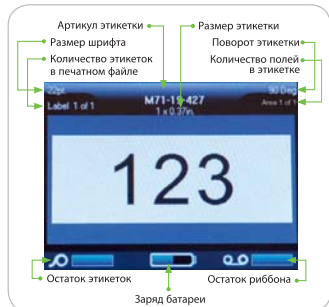 Артикул этикетки
Размер этикетки
Размер шрифта
Поворот этикетки
Количество этикеток
в печатном файле
Количество полей
в этикетке
22pt
90 Deg
Label 1 of 1
M71-19-427
Area 1 of 1
1 x 0.37in.
123
Остаток этикеток
Остаток риббона
Заряд батареи